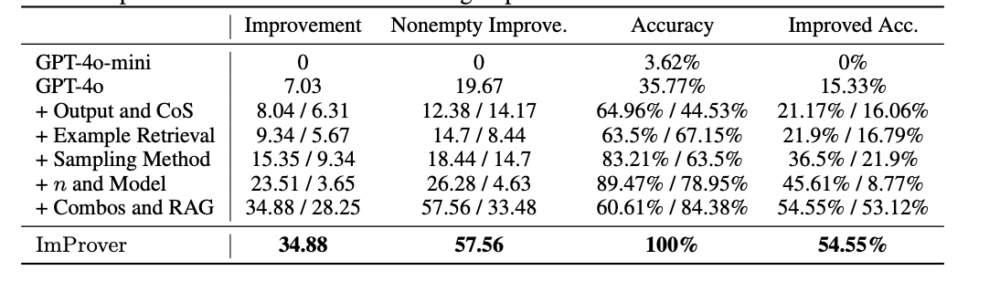 Improvement Nonempty Improve. Accuracy Improved Acc.
GPT-4o-mini 0 0 3.62% 0%
GPT-4o 7.03 19.67 35.77% 15.33%
+ Output and CoS 8.04 / 6.31 12.38 / 14.17 64.96% / 44.53% 21.17% / 16.06%
+ Example Retrieval 9.34 / 5.67 14.7 / 8.44 63.5% / 67.15% 21.9% / 16.79%
+ Sampling Method 15.35 / 9.34 18.44 / 14.7 83.21% / 63.5% 36.5% / 21.9%
+ n and Model 23.51 / 3.65 26.28 / 4.63 89.47% / 78.95% 45.61% / 8.77%
+ Combos and RAG 34.88 / 28.25 57.56 / 33.48 60.61% / 84.38% 54.55% / 53.12%
ImProver 34.88 57.56 100% 54.55%